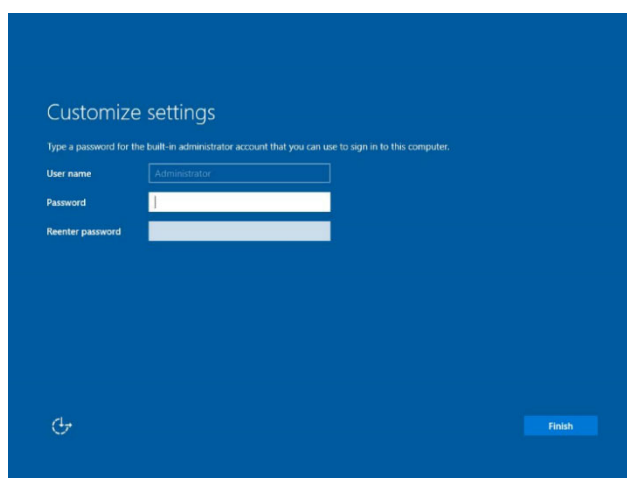 Customize settings
Type a password for the built-in administrator account that you can use to sign in to this computer.
User name
Administrator
Password
Reenter password
Finish